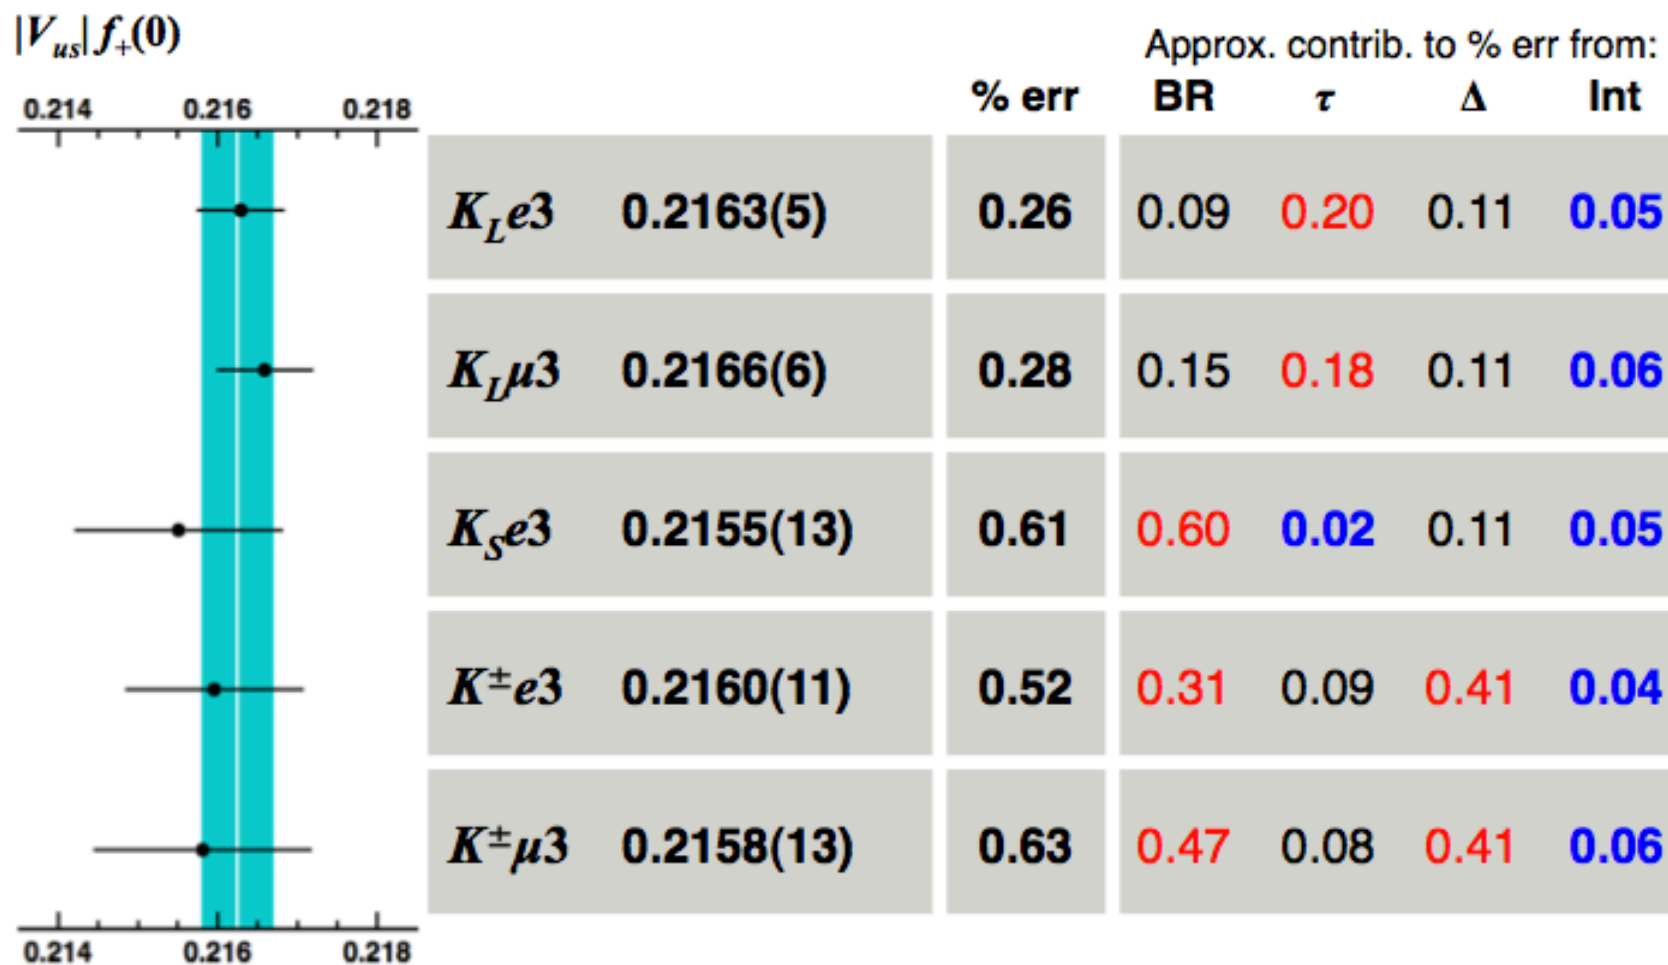 |V_us| f_+(0)
Approx. contrib. to % err from:
% err BR τ Δ Int
0.214 0.216 0.218
K_L e3 0.2163(5) 0.26 0.09 0.20 0.11 0.05
K_L μ3 0.2166(6) 0.28 0.15 0.18 0.11 0.06
K_S e3 0.2155(13) 0.61 0.60 0.02 0.11 0.05
K^± e3 0.2160(11) 0.52 0.31 0.09 0.41 0.04
K^± μ3 0.2158(13) 0.63 0.47 0.08 0.41 0.06
0.214 0.216 0.218